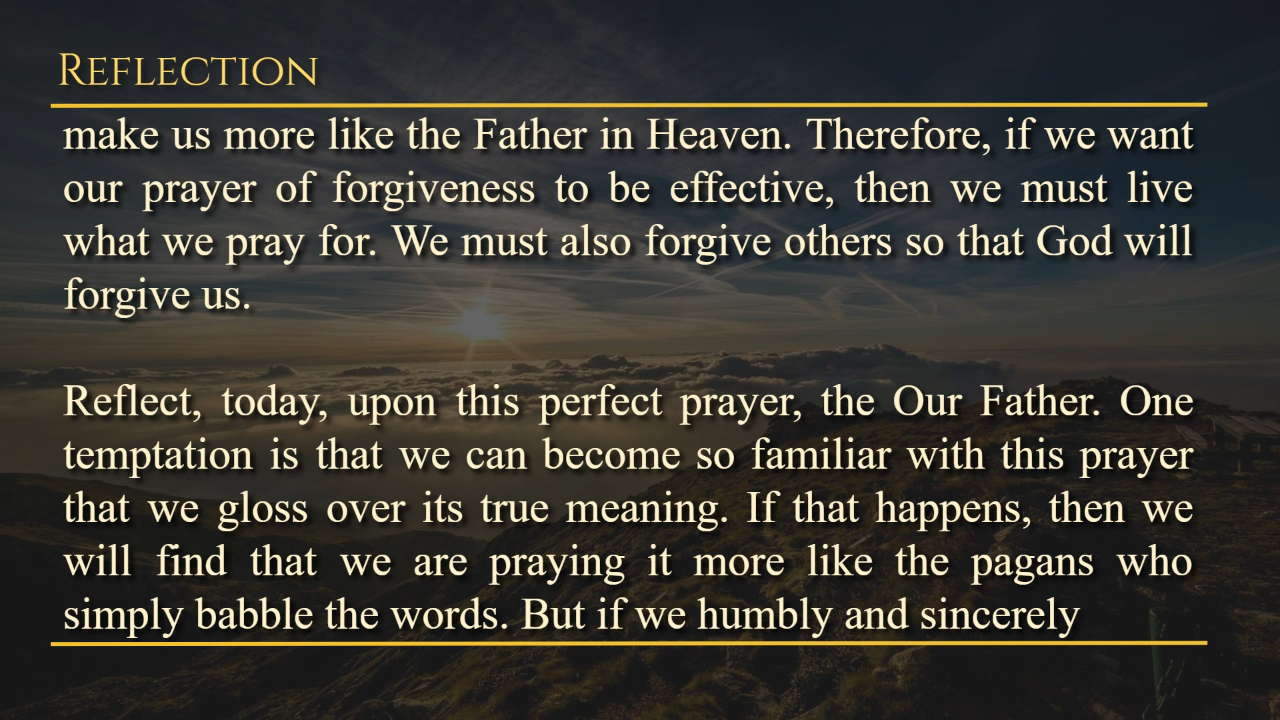 Reflection
make us more like the Father in Heaven. Therefore, if we want
our prayer of forgiveness to be effective, then we must live
what we pray for. We must also forgive others so that God will
forgive us.
Reflect, today, upon this perfect prayer, the Our Father. One
temptation is that we can become so familiar with this prayer
that we gloss over its true meaning. If that happens, then we
will find that we are praying it more like the pagans who
simply babble the words. But if we humbly and sincerely